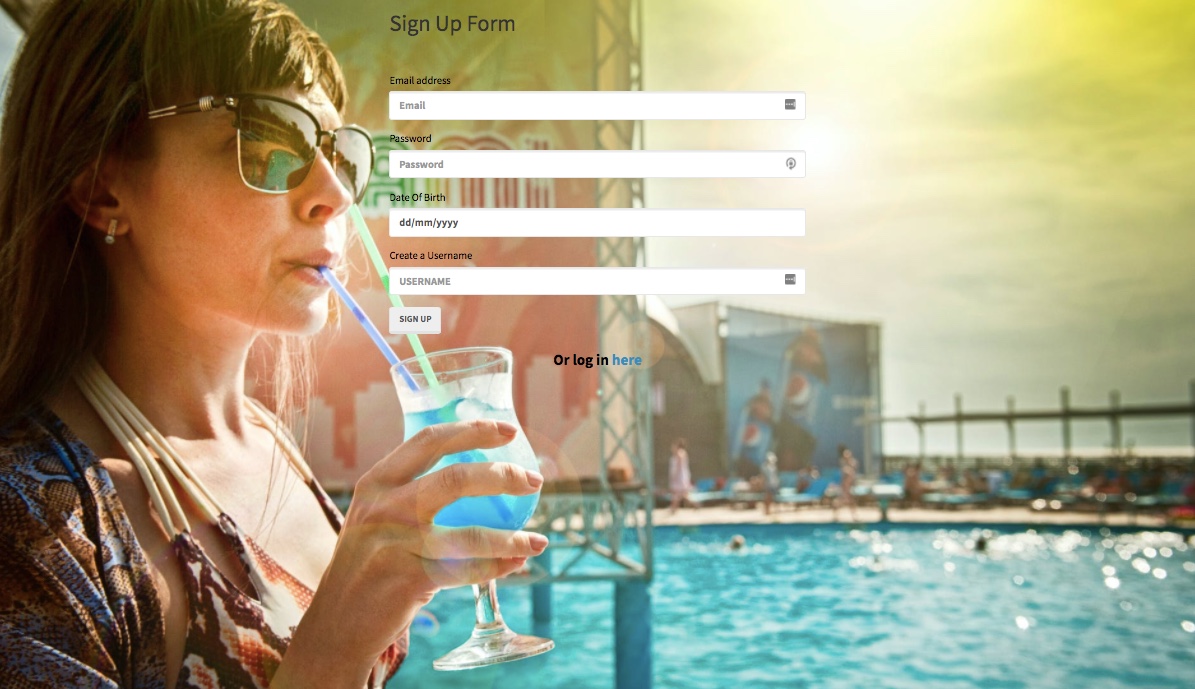 Sign Up Form
Email address
Email
Password
Password
Date Of Birth
dd/mm/yyyy
Create a Username
USERNAME
SIGN UP
Or log in here